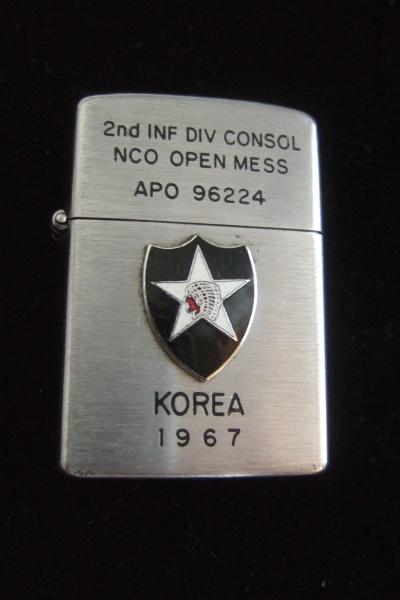 2nd INF DIV CONSOL
NCO OPEN MESS
APO 96224
KOREA
1967